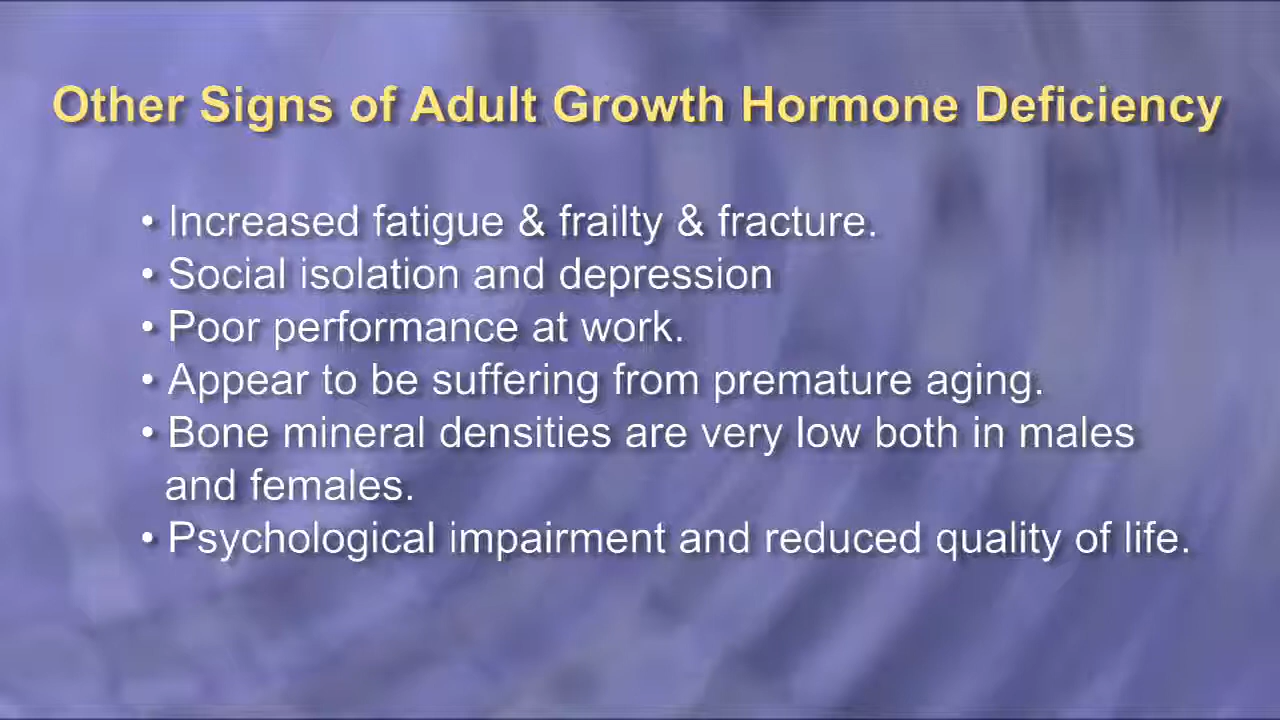 Other Signs of Adult Growth Hormone Deficiency
• Increased fatigue & frailty & fracture.
• Social isolation and depression
• Poor performance at work.
• Appear to be suffering from premature aging.
• Bone mineral densities are very low both in males
and females.
• Psychological impairment and reduced quality of life.